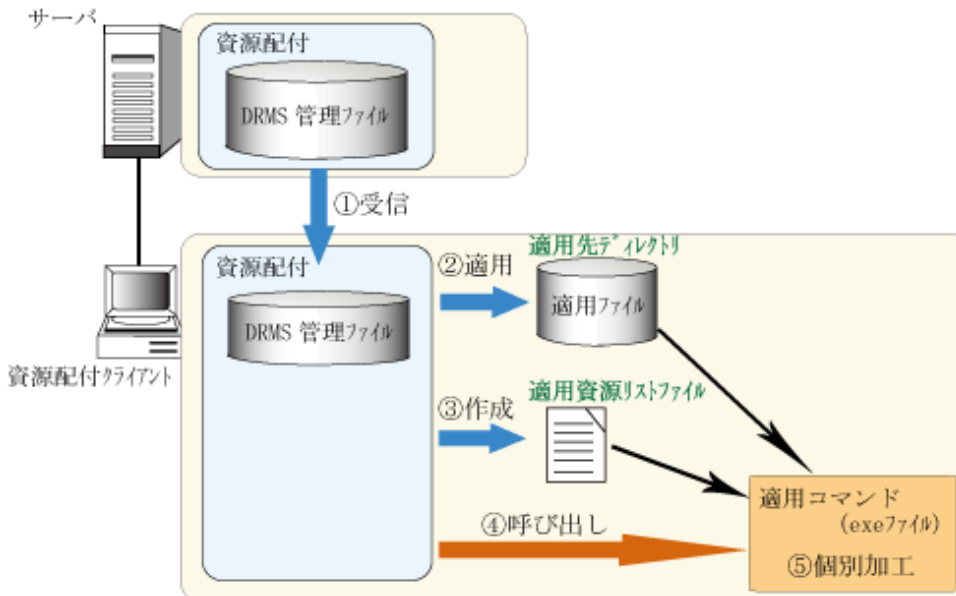 サーバ
資源配付
DRMS 管理ファイル
①受信
資源配付
DRMS 管理ファイル
資源配付クライアント
②適用
適用先ディレクトリ
適用ファイル
③作成
適用資源リストファイル
④呼び出し
適用コマンド
(exeファイル)
⑤個別加工